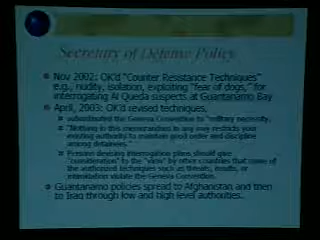 Secretary of Defense Policy
Nov 2002: OK'd "Counter Resistance Techniques"
e.g., nudity, isolation, exploiting "fear of dogs," for
interrogating Al Queda suspects at Guantanamo Bay
April, 2003: OK'd revised techniques,
subordinated the Geneva Convention to "military necessity.
"Nothing in this memorandum in any way restricts your
existing authority to maintain good order and discipline
among detainees."
Persons devising interrogation plans should give
"consideration" to the "view" by other countries that some of
the authorized techniques such as threats, insults, or
intimidation violate the Geneva Convention.
Guantanamo policies spread to Afghanistan and then
to Iraq through low and high level authorities.